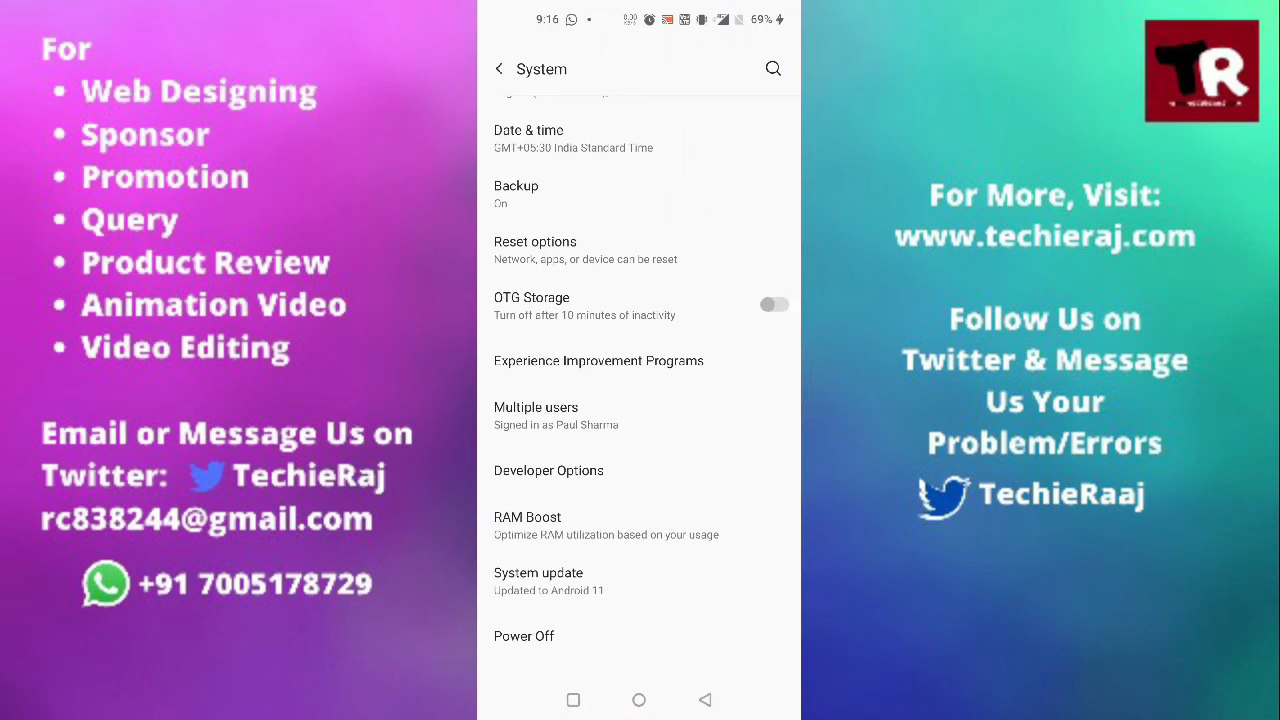 For
• Web Designing
• Sponsor
• Promotion
• Query
• Product Review
• Animation Video
• Video Editing
Email or Message Us on
Twitter: TechieRaj
rc838244@gmail.com
+91 7005178729
9:16
0.00
69%
System
Date & time
GMT+05:30 India Standard Time
Backup
On
Reset options
Network, apps, or device can be reset
OTG Storage
Turn off after 10 minutes of inactivity
Experience Improvement Programs
Multiple users
Signed in as Paul Sharma
Developer Options
RAM Boost
Optimize RAM utilization based on your usage
System update
Updated to Android 11
Power Off
TR
For More, Visit:
www.techieraj.com
Follow Us on
Twitter & Message
Us Your
Problem/Errors
TechieRaaj